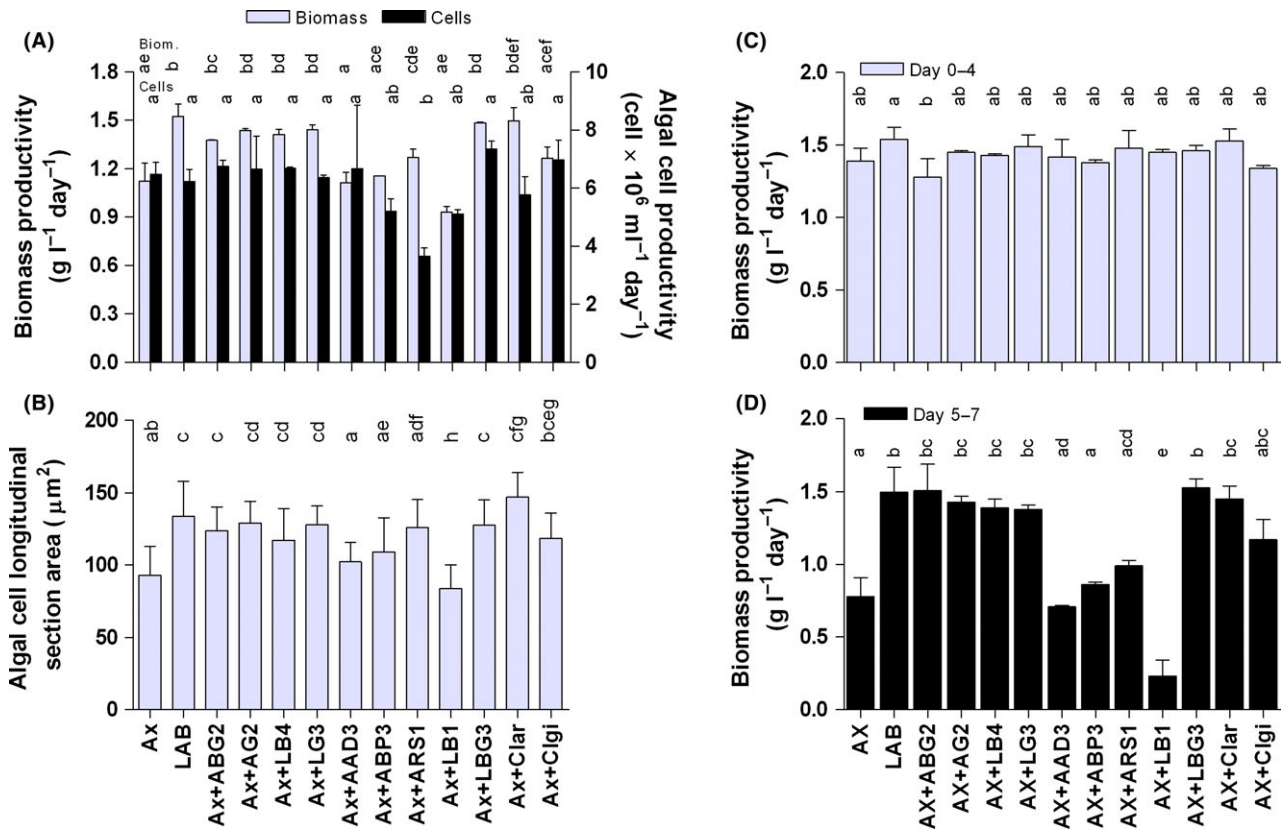 Biomass Cells
(A)
Biom.
ae b bc bd bd bd a ace cde ae bd bdef acef
Cells
a a a a a a a ab b ab a ab a
1.8
1.5
1.2
0.9
0.6
0.3
0.0
Biomass productivity
(g l⁻¹ day⁻¹)
10
8
6
4
2
0
Algal cell productivity
(cell × 10⁶ ml⁻¹ day⁻¹)
(B)
ab c c cd cd cd a ae adf h c cfg bceg
200
150
100
50
0
Algal cell longitudinal
section area (μm²)
Ax
LAB
Ax+ABG2
Ax+AG2
Ax+LB4
Ax+LG3
Ax+AAD3
Ax+ABP3
Ax+ARS1
Ax+LB1
Ax+LBG3
Ax+Clar
Ax+Clgi
(C)
Day 0–4
ab a b ab ab ab ab ab ab ab ab ab ab
2.0
1.5
1.0
0.5
0.0
Biomass productivity
(g l⁻¹ day⁻¹)
(D)
Day 5–7
a b bc bc bc bc ad a acd e b bc abc
2.0
1.5
1.0
0.5
0.0
Biomass productivity
(g l⁻¹ day⁻¹)
AX
LAB
AX+ABG2
AX+AG2
AX+LB4
AX+LG3
AX+AAD3
AX+ABP3
AX+ARS1
AX+LB1
AX+LBG3
AX+Clar
AX+Clgi